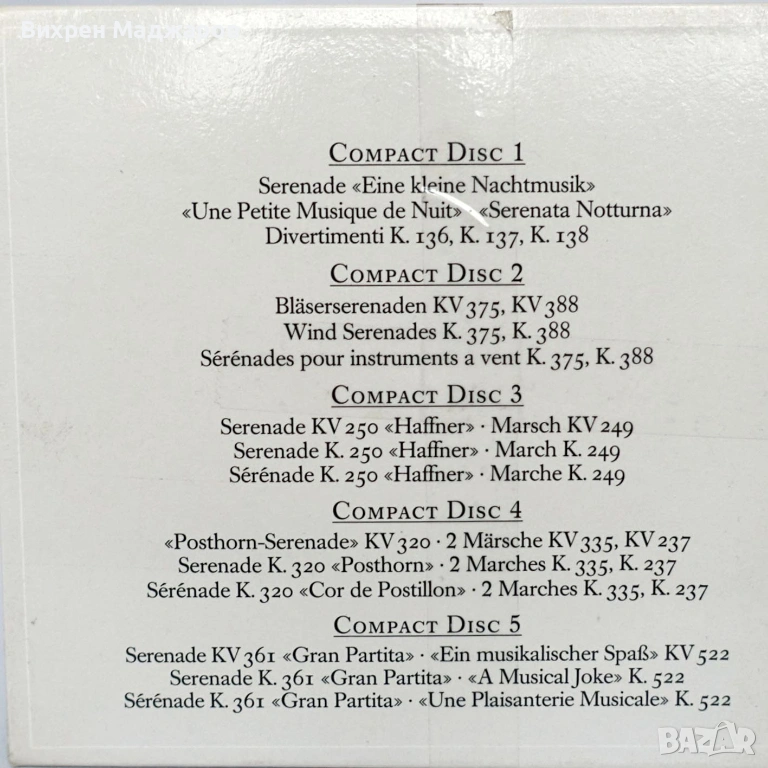 Вихрен Маджаров
COMPACT DISC 1
Serenade «Eine kleine Nachtmusik»
«Une Petite Musique de Nuit» · «Serenata Notturna»
Divertimenti K. 136, K. 137, K. 138
COMPACT DISC 2
Bläserserenaden KV 375, KV 388
Wind Serenades K. 375, K. 388
Sérénades pour instruments a vent K. 375, K. 388
COMPACT DISC 3
Serenade KV 250 «Haffner» · Marsch KV 249
Serenade K. 250 «Haffner» · March K. 249
Sérénade K. 250 «Haffner» · Marche K. 249
COMPACT DISC 4
«Posthorn-Serenade» KV 320 · 2 Märsche KV 335, KV 237
Serenade K. 320 «Posthorn» · 2 Marches K. 335, K. 237
Sérénade K. 320 «Cor de Postillon» · 2 Marches K. 335, K. 237
COMPACT DISC 5
Serenade KV 361 «Gran Partita» · «Ein musikalischer Spaß» KV 522
Serenade K. 361 «Gran Partita» · «A Musical Joke» K. 522
Sérénade K. 361 «Gran Partita» · «Une Plaisanterie Musicale» K. 522
BAZAR